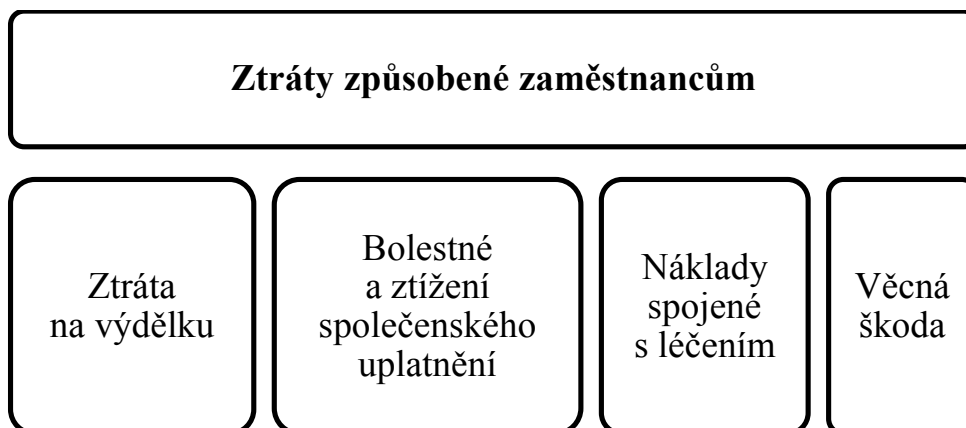 Ztráty způsobené zaměstnancům
Ztráta
na výdělku
Bolestné
a ztížení
společenského
uplatnění
Náklady
spojené
s léčením
Věcná
škoda